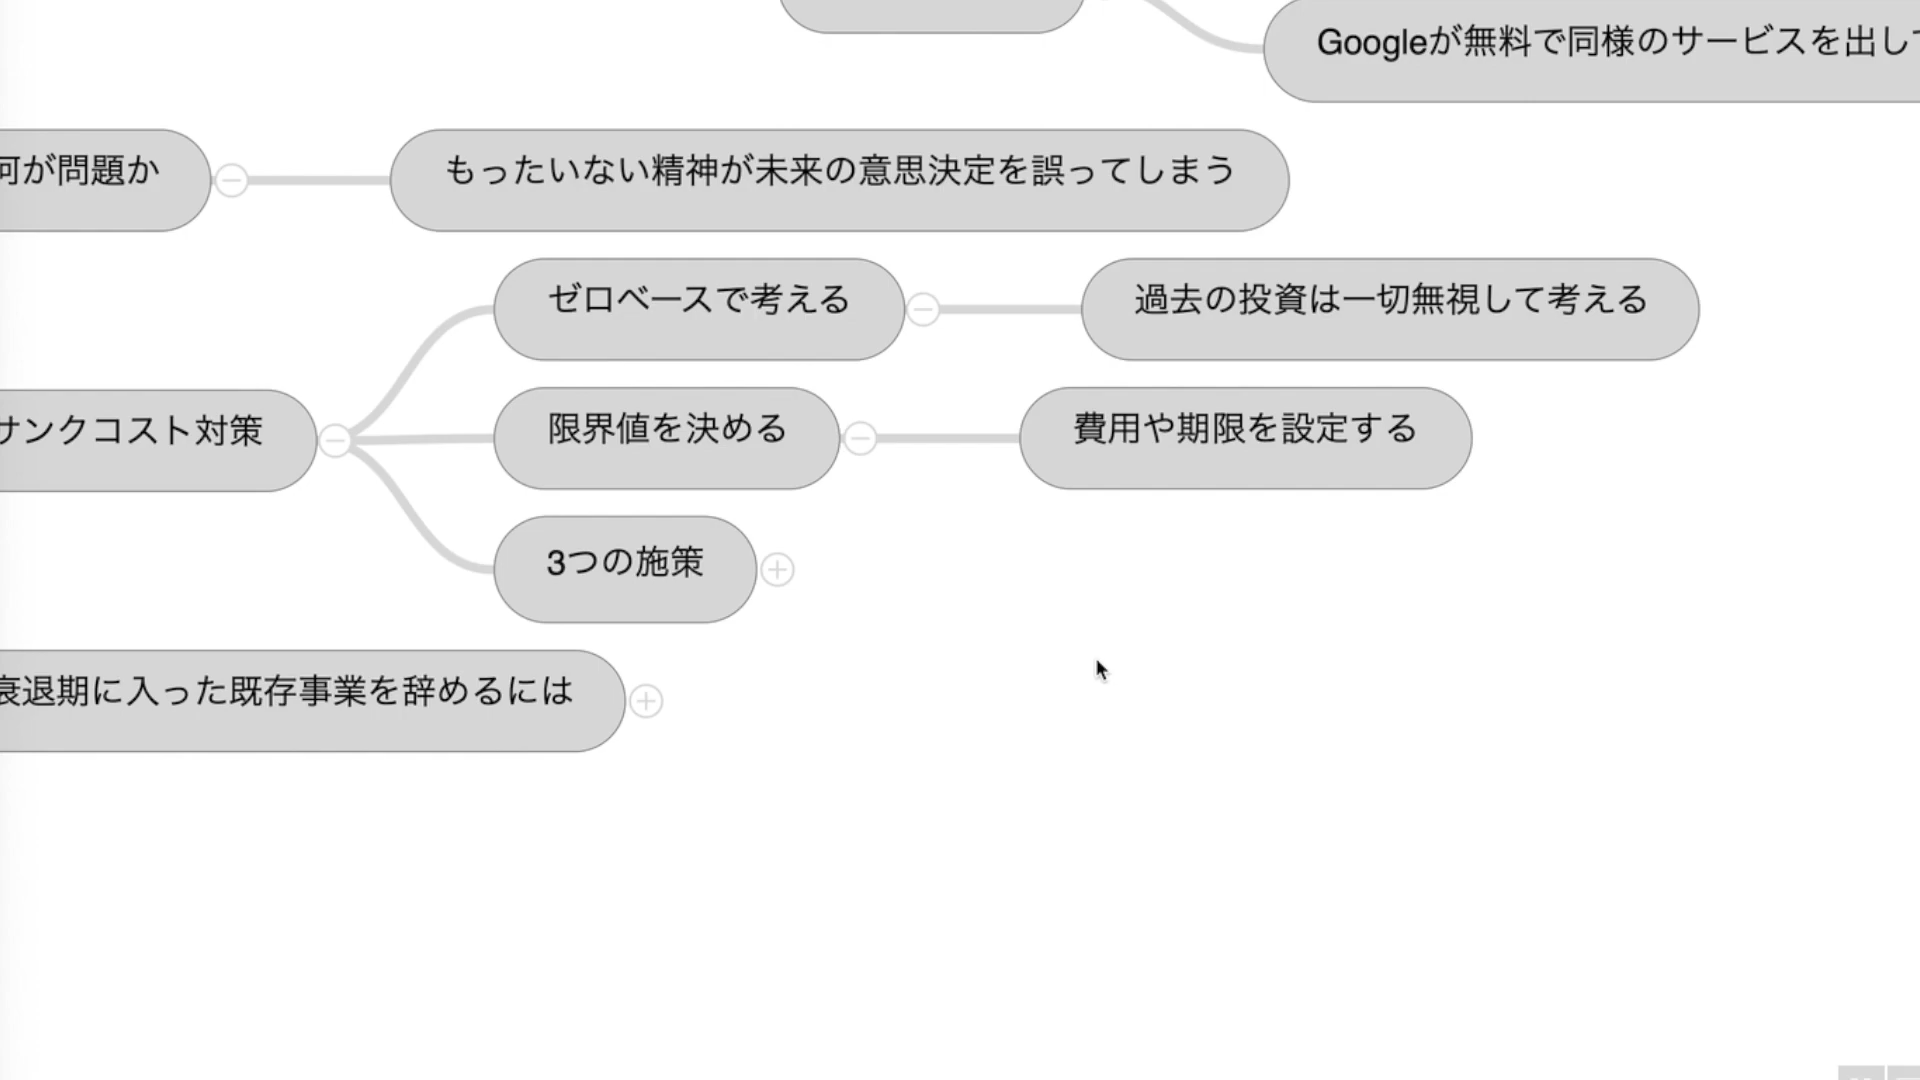 Googleが無料で同様のサービスを出し
何が問題か
もったいない精神が未来の意思決定を誤ってしまう
ゼロベースで考える
過去の投資は一切無視して考える
サンクコスト対策
限界値を決める
費用や期限を設定する
3つの施策
衰退期に入った既存事業を辞めるには